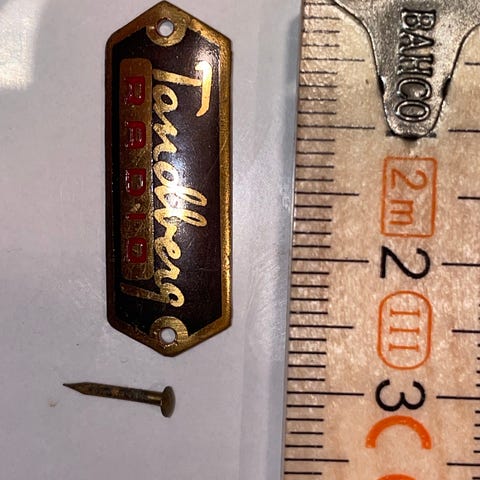 Tandberg
RADIO
BAHCO
2m
2
III
3
C